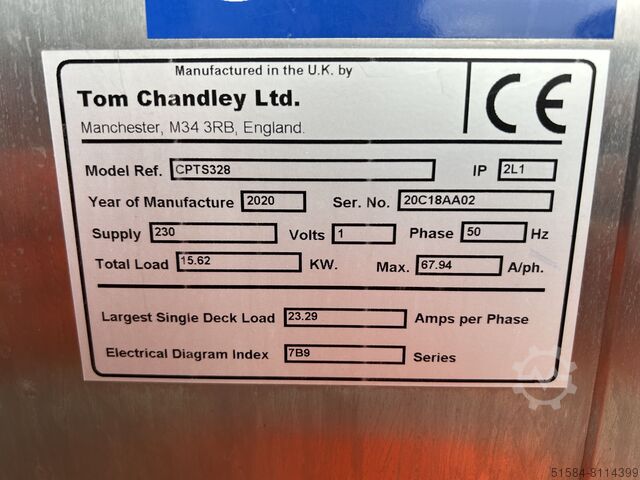 Manufactured in the U.K. by
Tom Chandley Ltd.
Manchester, M34 3RB, England.
CE
Model Ref. CPTS328 IP 2L1
Year of Manufacture 2020 Ser. No. 20C18AA02
Supply 230 Volts 1 Phase 50 Hz
Total Load 15.62 KW. Max. 67.94 A/ph.
Largest Single Deck Load 23.29 Amps per Phase
Electrical Diagram Index 7B9 Series
51584-8114399